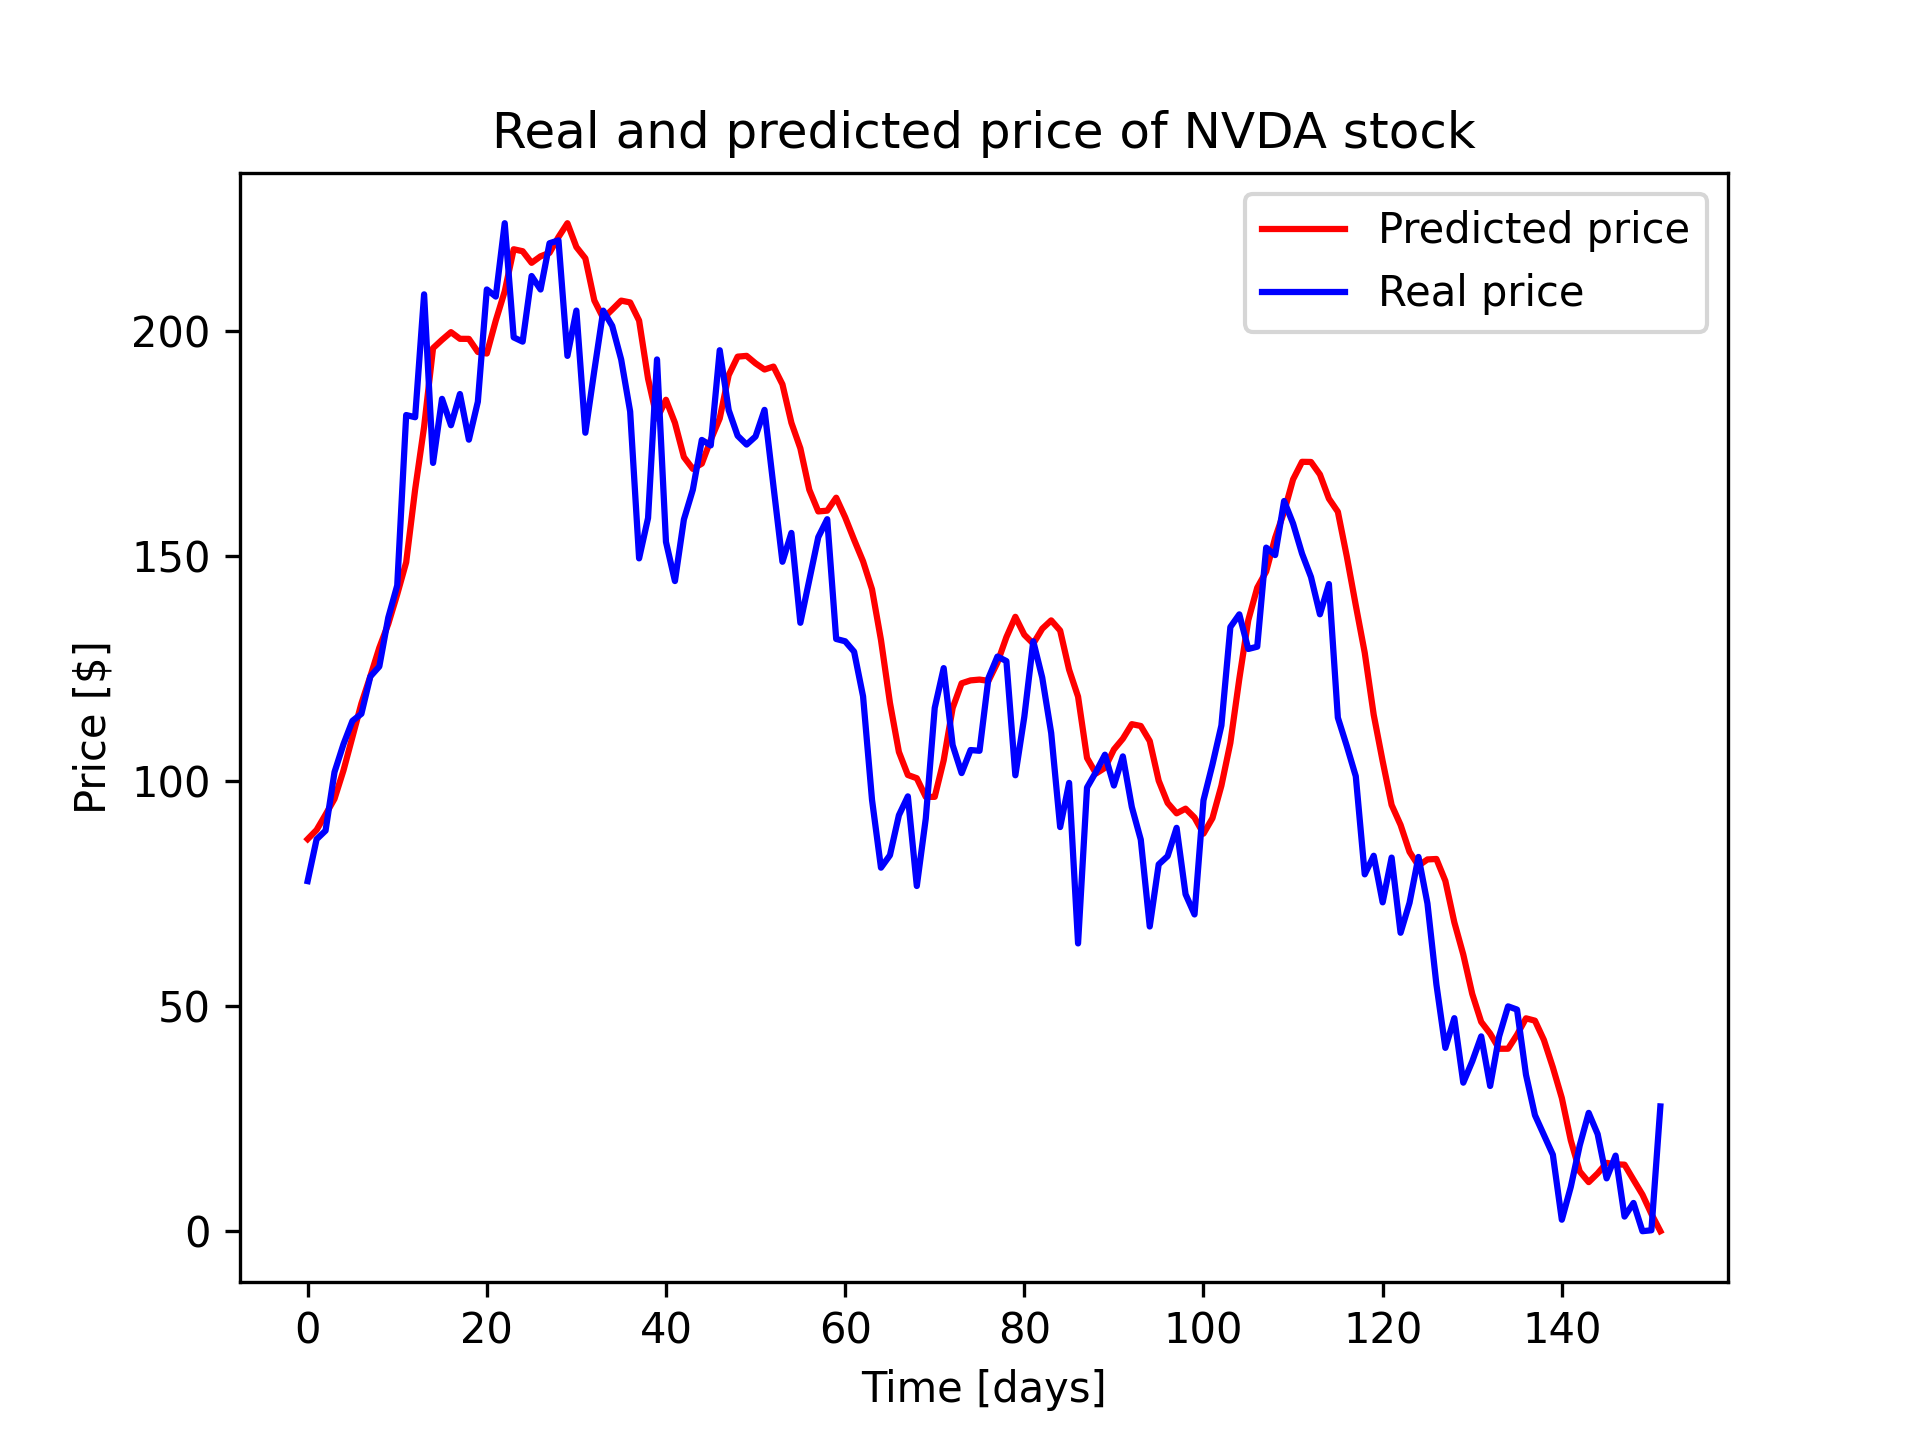 Real and predicted price of NVDA stock
Predicted price
Real price
Price [$]
200
150
100
50
0
0 20 40 60 80 100 120 140
Time [days]